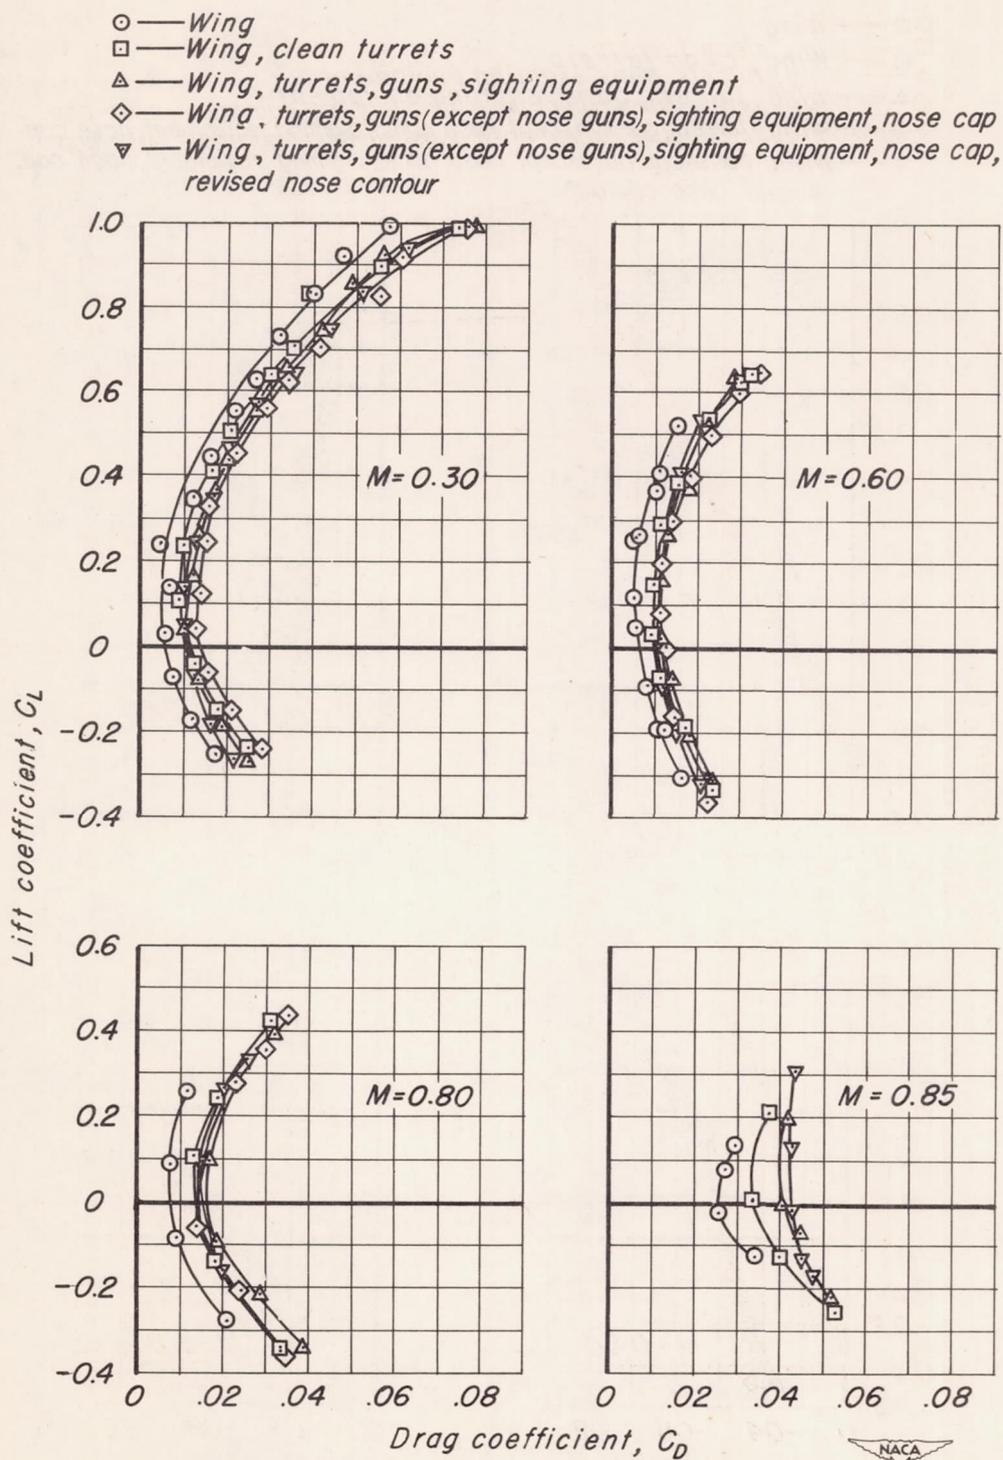 Wing
Wing, clean turrets
Wing, turrets, guns, sighting equipment
Wing, turrets, guns (except nose guns), sighting equipment, nose cap
Wing, turrets, guns (except nose guns), sighting equipment, nose cap,
revised nose contour
1.0
0.8
0.6
0.4
0.2
0
-0.2
-0.4
M=0.30
M=0.60
Lift coefficient, CL
0.6
0.4
0.2
0
-0.2
-0.4
M=0.80
M = 0.85
0 .02 .04 .06 .08 0 .02 .04 .06 .08
Drag coefficient, CD
NACA